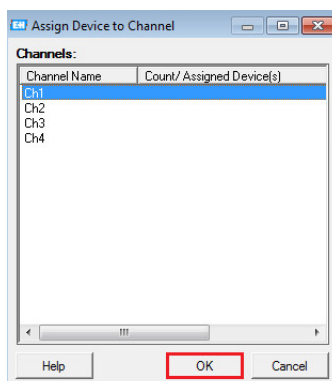 Assign Device to Channel
Channels:
Channel Name Count/ Assigned Device(s)
Ch1
Ch2
Ch3
Ch4
Help OK Cancel